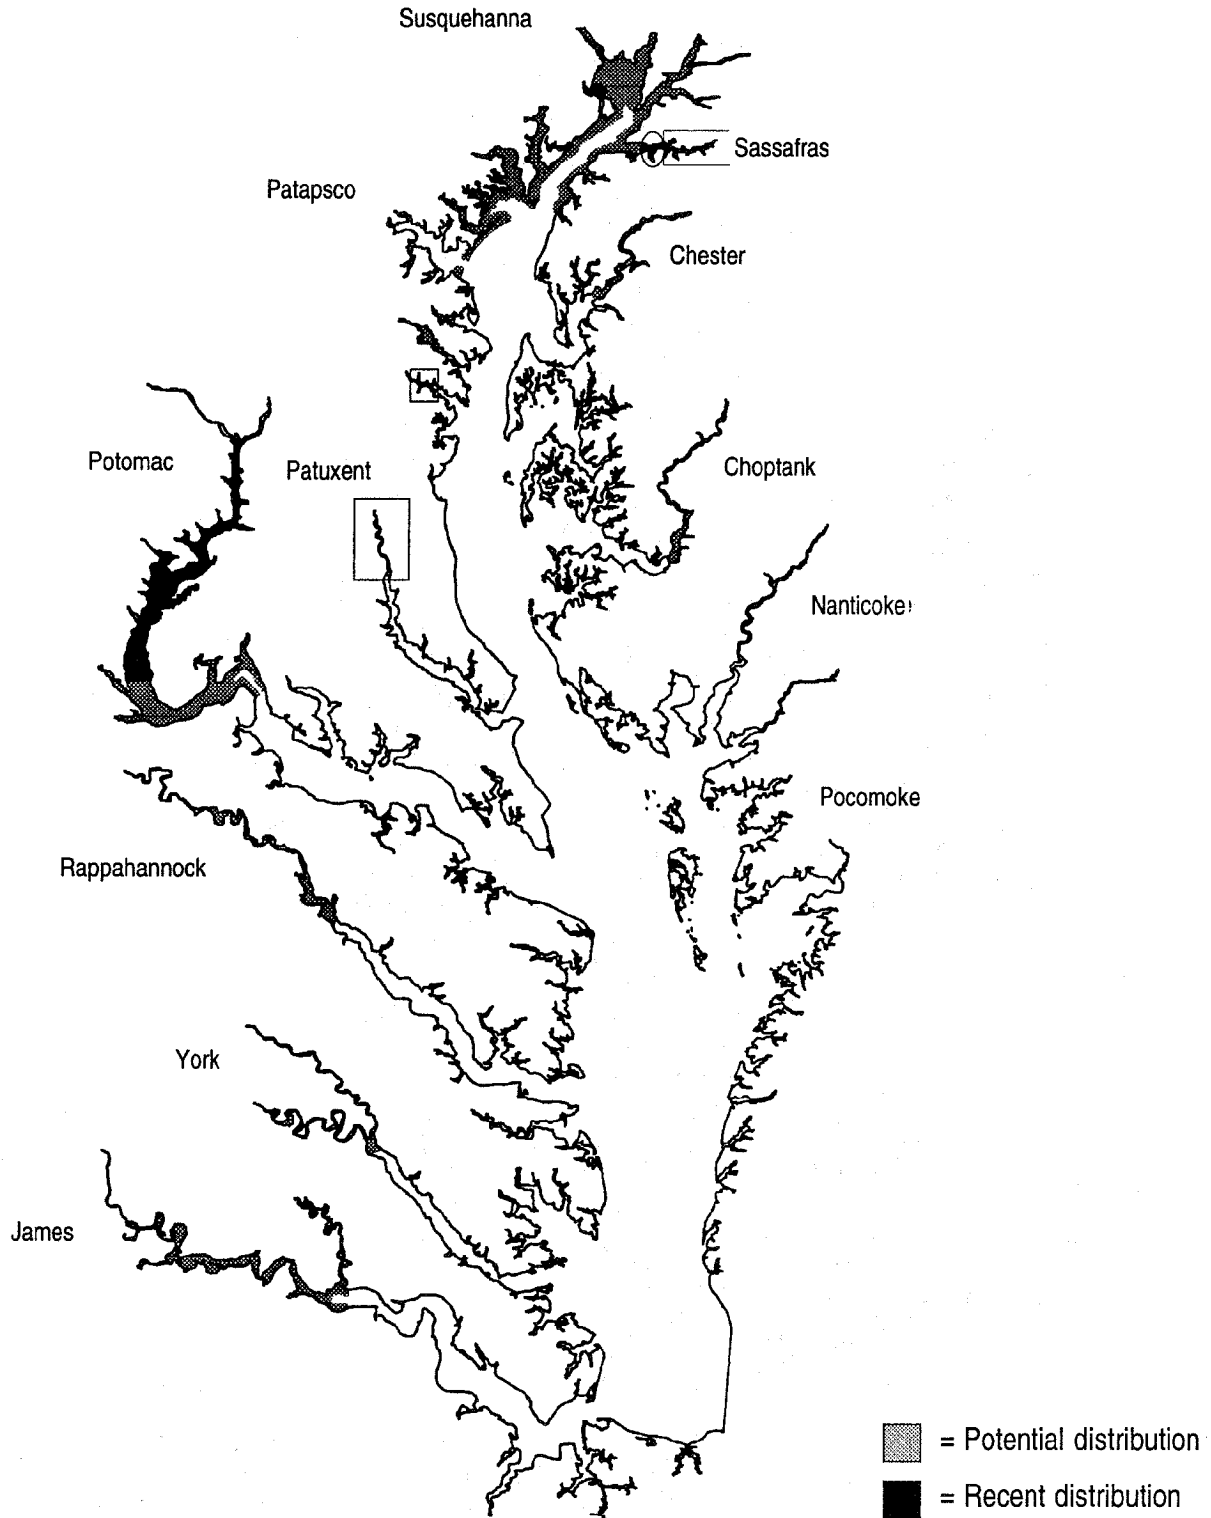 Susquehanna
Sassafras
Patapsco
Chester
Potomac
Patuxent
Choptank
Nanticoke
Pocomoke
Rappahannock
York
James
= Potential distribution
= Recent distribution